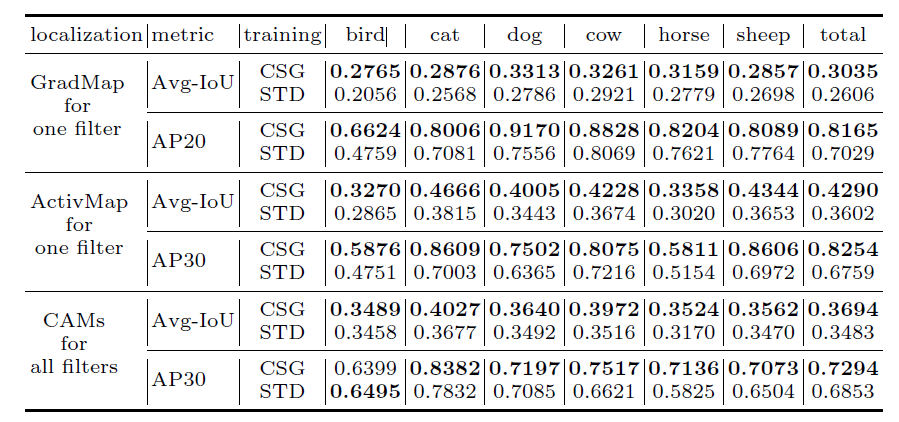 localization metric training bird cat dog cow horse sheep total
GradMap for one filter Avg-IoU CSG 0.2765 0.2876 0.3313 0.3261 0.3159 0.2857 0.3035
STD 0.2056 0.2568 0.2786 0.2921 0.2779 0.2698 0.2606
AP20 CSG 0.6624 0.8006 0.9170 0.8828 0.8204 0.8089 0.8165
STD 0.4759 0.7081 0.7556 0.8069 0.7621 0.7764 0.7029
ActivMap for one filter Avg-IoU CSG 0.3270 0.4666 0.4005 0.4228 0.3358 0.4344 0.4290
STD 0.2865 0.3815 0.3443 0.3674 0.3020 0.3653 0.3602
AP30 CSG 0.5876 0.8609 0.7502 0.8075 0.5811 0.8606 0.8254
STD 0.4751 0.7003 0.6365 0.7216 0.5154 0.6972 0.6759
CAMs for all filters Avg-IoU CSG 0.3489 0.4027 0.3640 0.3972 0.3524 0.3562 0.3694
STD 0.3458 0.3677 0.3492 0.3516 0.3170 0.3470 0.3483
AP30 CSG 0.6399 0.8382 0.7197 0.7517 0.7136 0.7073 0.7294
STD 0.6495 0.7832 0.7085 0.6621 0.5825 0.6504 0.6853